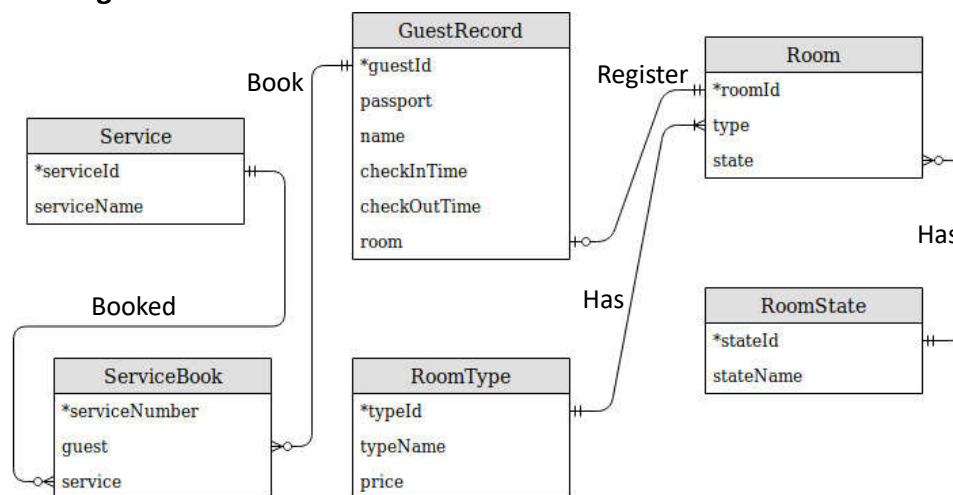 GuestRecord
*guestId
passport
name
checkInTime
checkOutTime
room
Room
*roomId
type
state
Book
Register
Service
*serviceId
serviceName
Booked
Has
Has
RoomState
*stateId
stateName
ServiceBook
*serviceNumber
guest
service
RoomType
*typeId
typeName
price